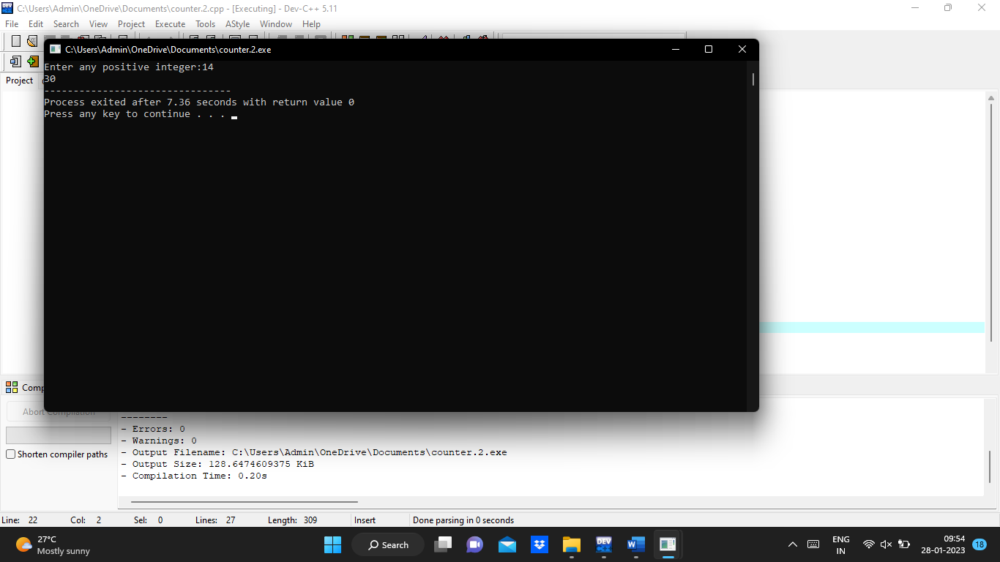 C:\Users\Admin\OneDrive\Documents\counter.2.cpp - [Executing] - Dev-C++ 5.11
File Edit Search View Project Execute Tools AStyle Window Help
C:\Users\Admin\OneDrive\Documents\counter.2.exe
Enter any positive integer:14
30
--------------------------------
Process exited after 7.36 seconds with return value 0
Press any key to continue . . .
Project
Abort Compilation
Shorten compiler paths
--------
- Errors: 0
- Warnings: 0
- Output Filename: C:\Users\Admin\OneDrive\Documents\counter.2.exe
- Output Size: 128.6474609375 KiB
- Compilation Time: 0.20s
Line: 22 Col: 2 Sel: 0 Lines: 27 Length: 309 Insert Done parsing in 0 seconds
27°C
Mostly sunny
Search
DEV
W
ENG
IN
09:54
28-01-2023
18